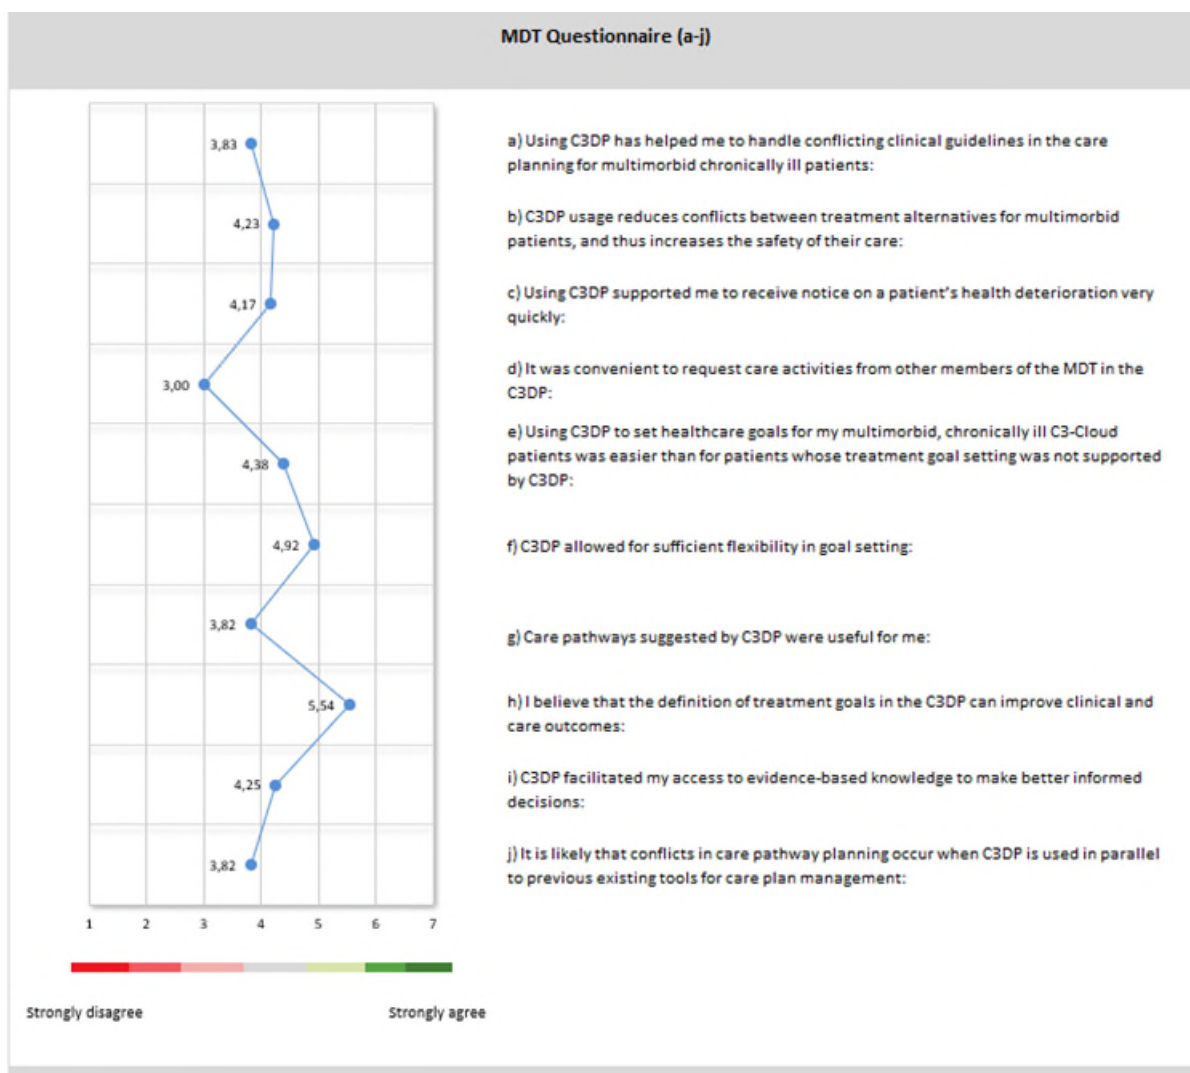 MDT Questionnaire (a-j)
3,83
4,23
4,17
3,00
4,38
4,92
3,82
5,54
4,25
3,82
1 2 3 4 5 6 7
Strongly disagree Strongly agree
a) Using C3DP has helped me to handle conflicting clinical guidelines in the care
planning for multimorbid chronically ill patients:
b) C3DP usage reduces conflicts between treatment alternatives for multimorbid
patients, and thus increases the safety of their care:
c) Using C3DP supported me to receive notice on a patient's health deterioration very
quickly:
d) It was convenient to request care activities from other members of the MDT in the
C3DP:
e) Using C3DP to set healthcare goals for my multimorbid, chronically ill C3-Cloud
patients was easier than for patients whose treatment goal setting was not supported
by C3DP:
f) C3DP allowed for sufficient flexibility in goal setting:
g) Care pathways suggested by C3DP were useful for me:
h) I believe that the definition of treatment goals in the C3DP can improve clinical and
care outcomes:
i) C3DP facilitated my access to evidence-based knowledge to make better informed
decisions:
j) It is likely that conflicts in care pathway planning occur when C3DP is used in parallel
to previous existing tools for care plan management: